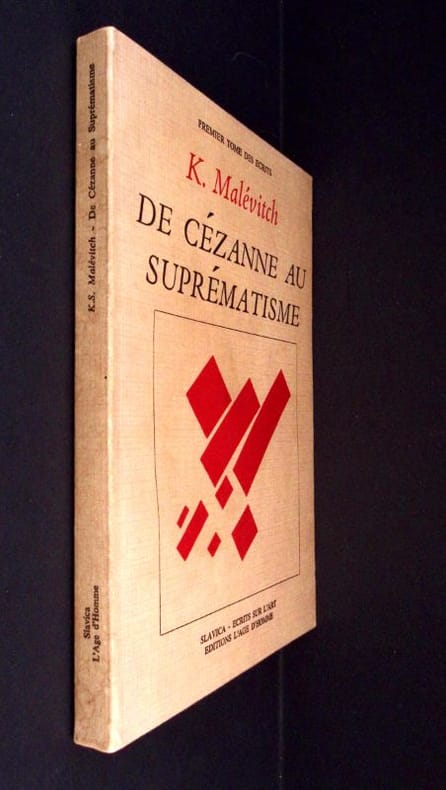 PREMIER TOME DES ECRITS
K. Malévitch
DE CÉZANNE AU
SUPRÉMATISME
SLAVICA - ECRITS SUR L'ART
EDITIONS L'AGE D'HOMME
K.S. Malévitch - De Cézanne au Suprématisme
Slavica
L'Age d'Homme